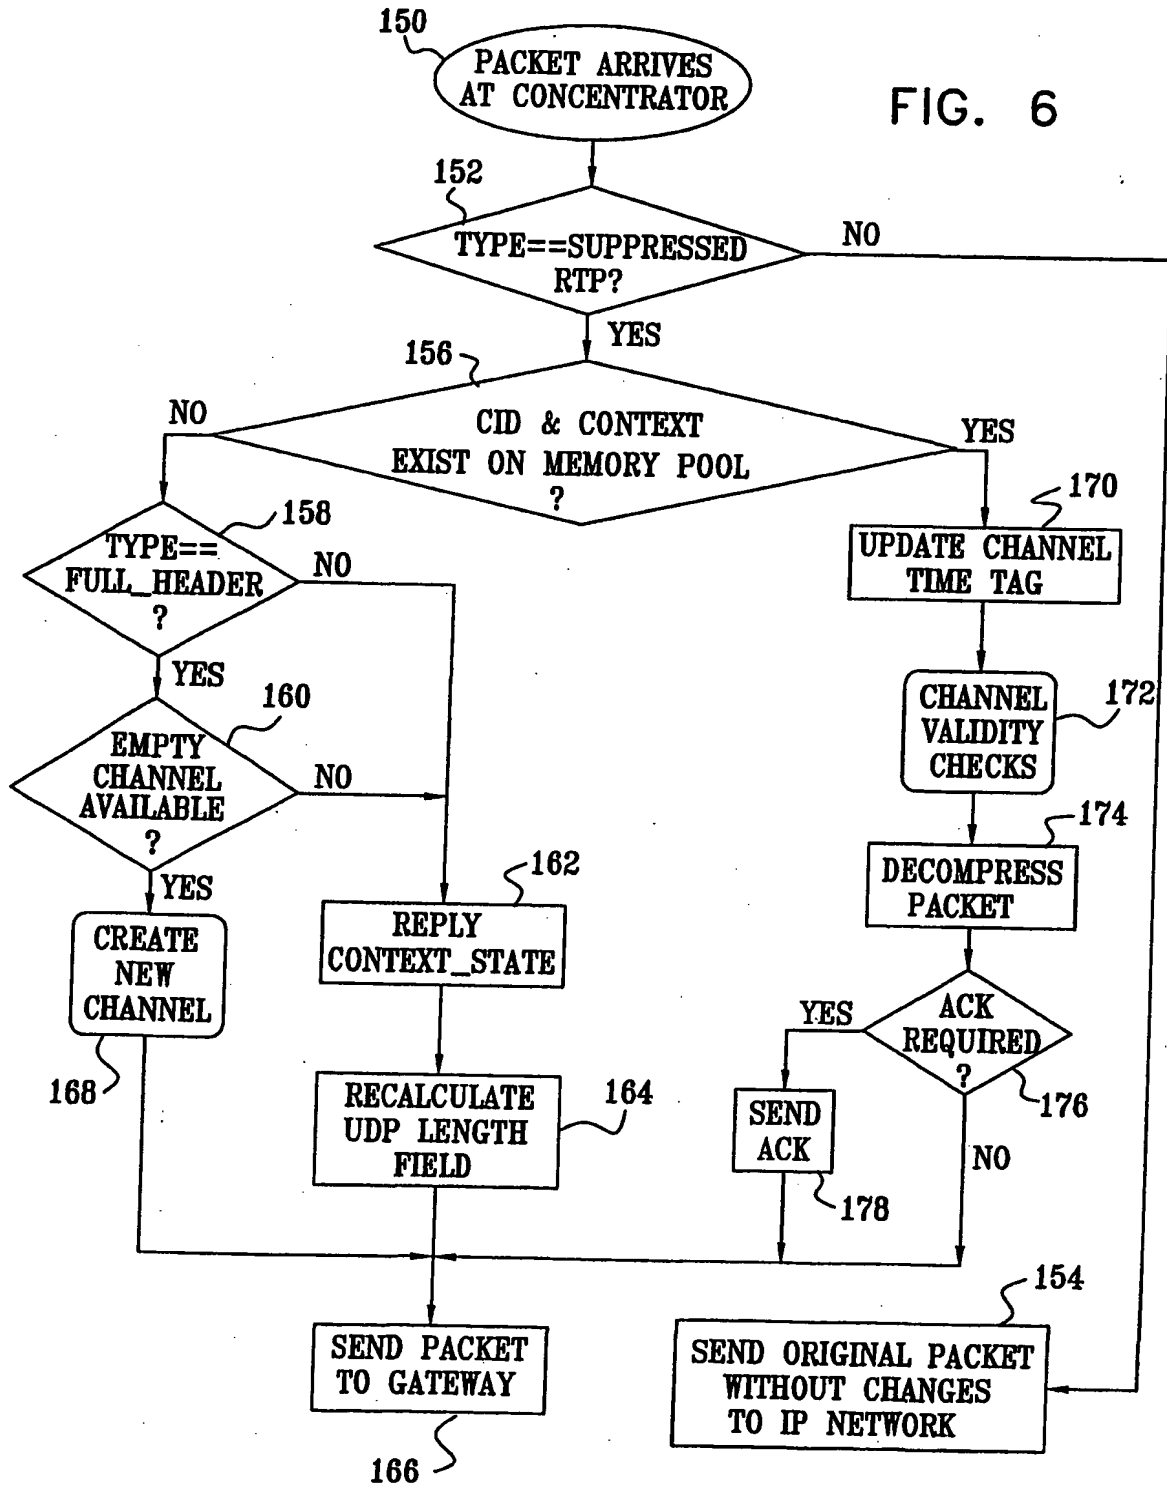 150
PACKET ARRIVES
AT CONCENTRATOR
FIG. 6
152
TYPE==SUPPRESSED
RTP?
NO
YES
156
CID & CONTEXT
EXIST ON MEMORY POOL
?
NO
YES
158
TYPE==
FULL_HEADER
?
NO
YES
160
EMPTY
CHANNEL
AVAILABLE
?
NO
YES
CREATE
NEW
CHANNEL
168
162
REPLY
CONTEXT_STATE
RECALCULATE
UDP LENGTH
FIELD
164
170
UPDATE CHANNEL
TIME TAG
CHANNEL
VALIDITY
CHECKS
172
174
DECOMPRESS
PACKET
ACK
REQUIRED
?
176
YES
NO
SEND
ACK
178
SEND PACKET
TO GATEWAY
166
154
SEND ORIGINAL PACKET
WITHOUT CHANGES
TO IP NETWORK